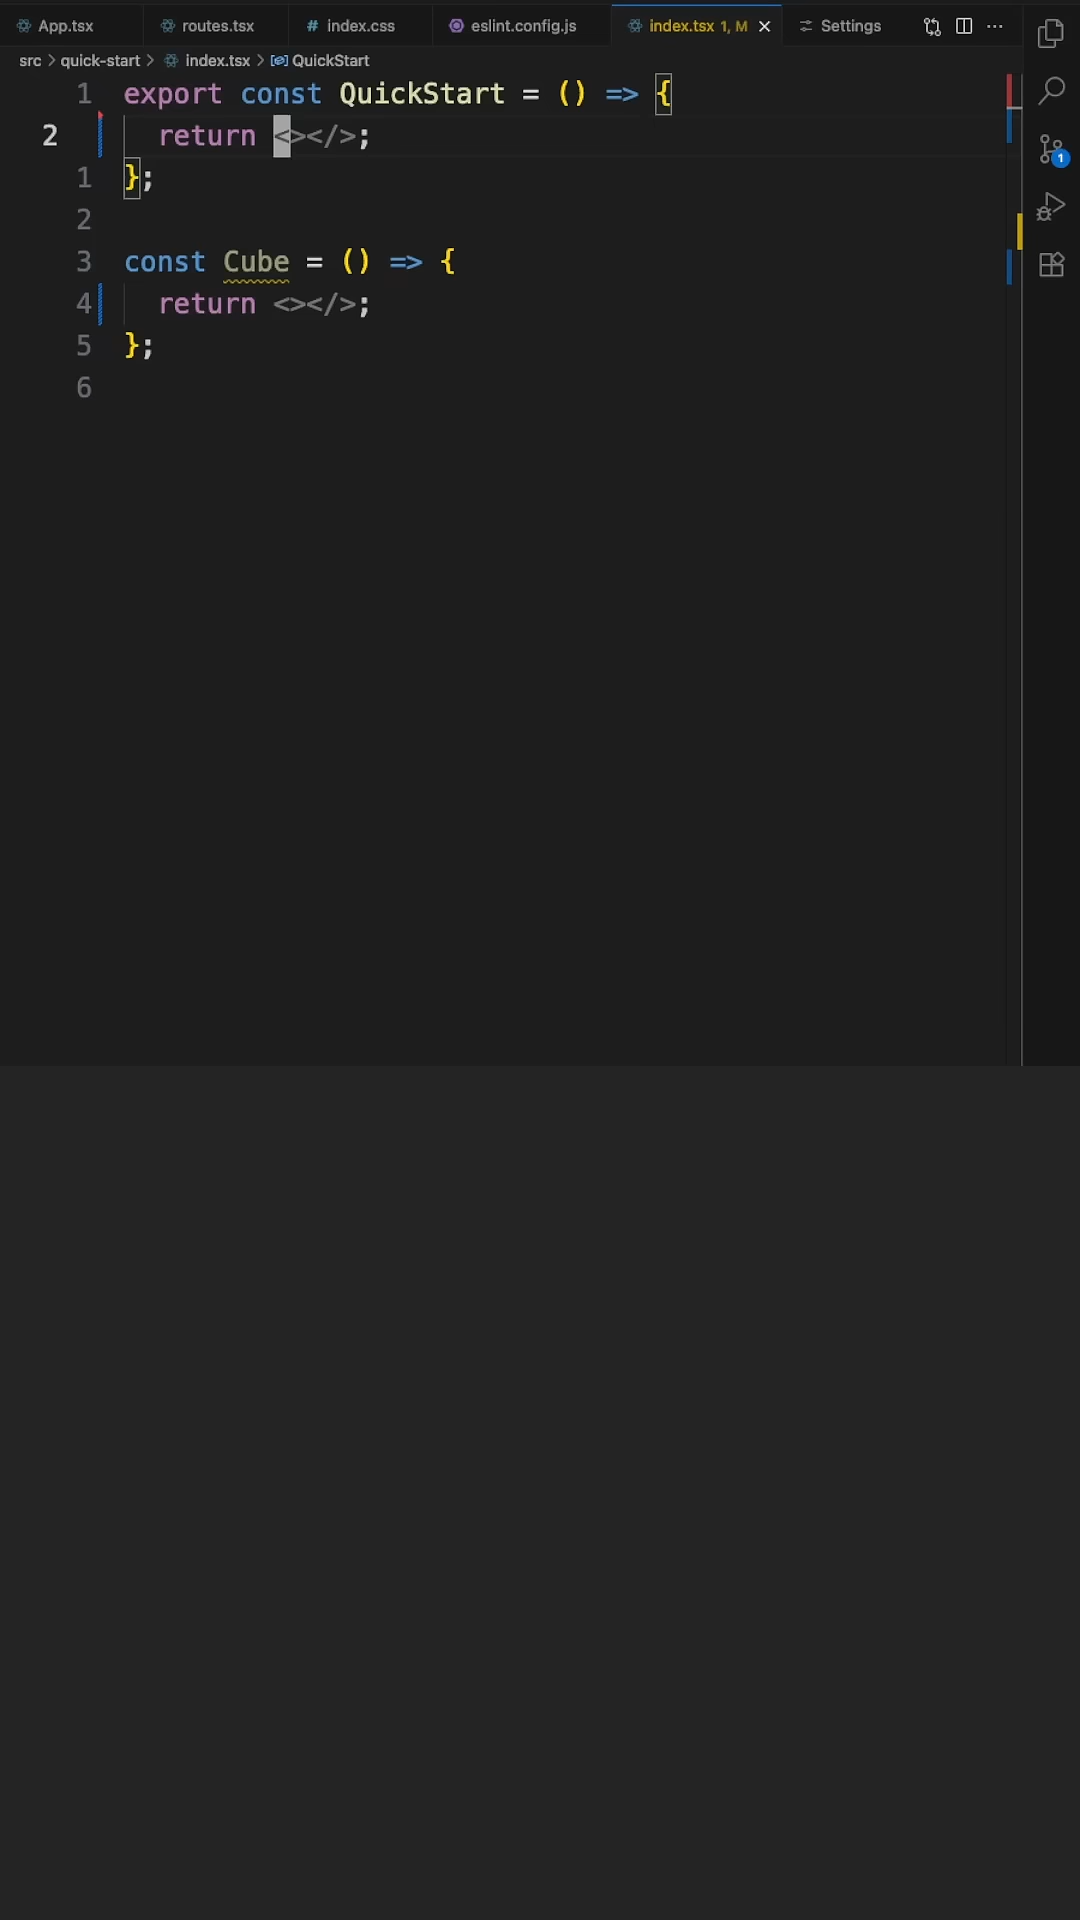 App.tsx routes.tsx # index.css eslint.config.js index.tsx 1, M Settings
src > quick-start > index.tsx > QuickStart
1 export const QuickStart = () => {
2 return <></>;
1 };
2
3 const Cube = () => {
4 return <></>;
5 };
6
1